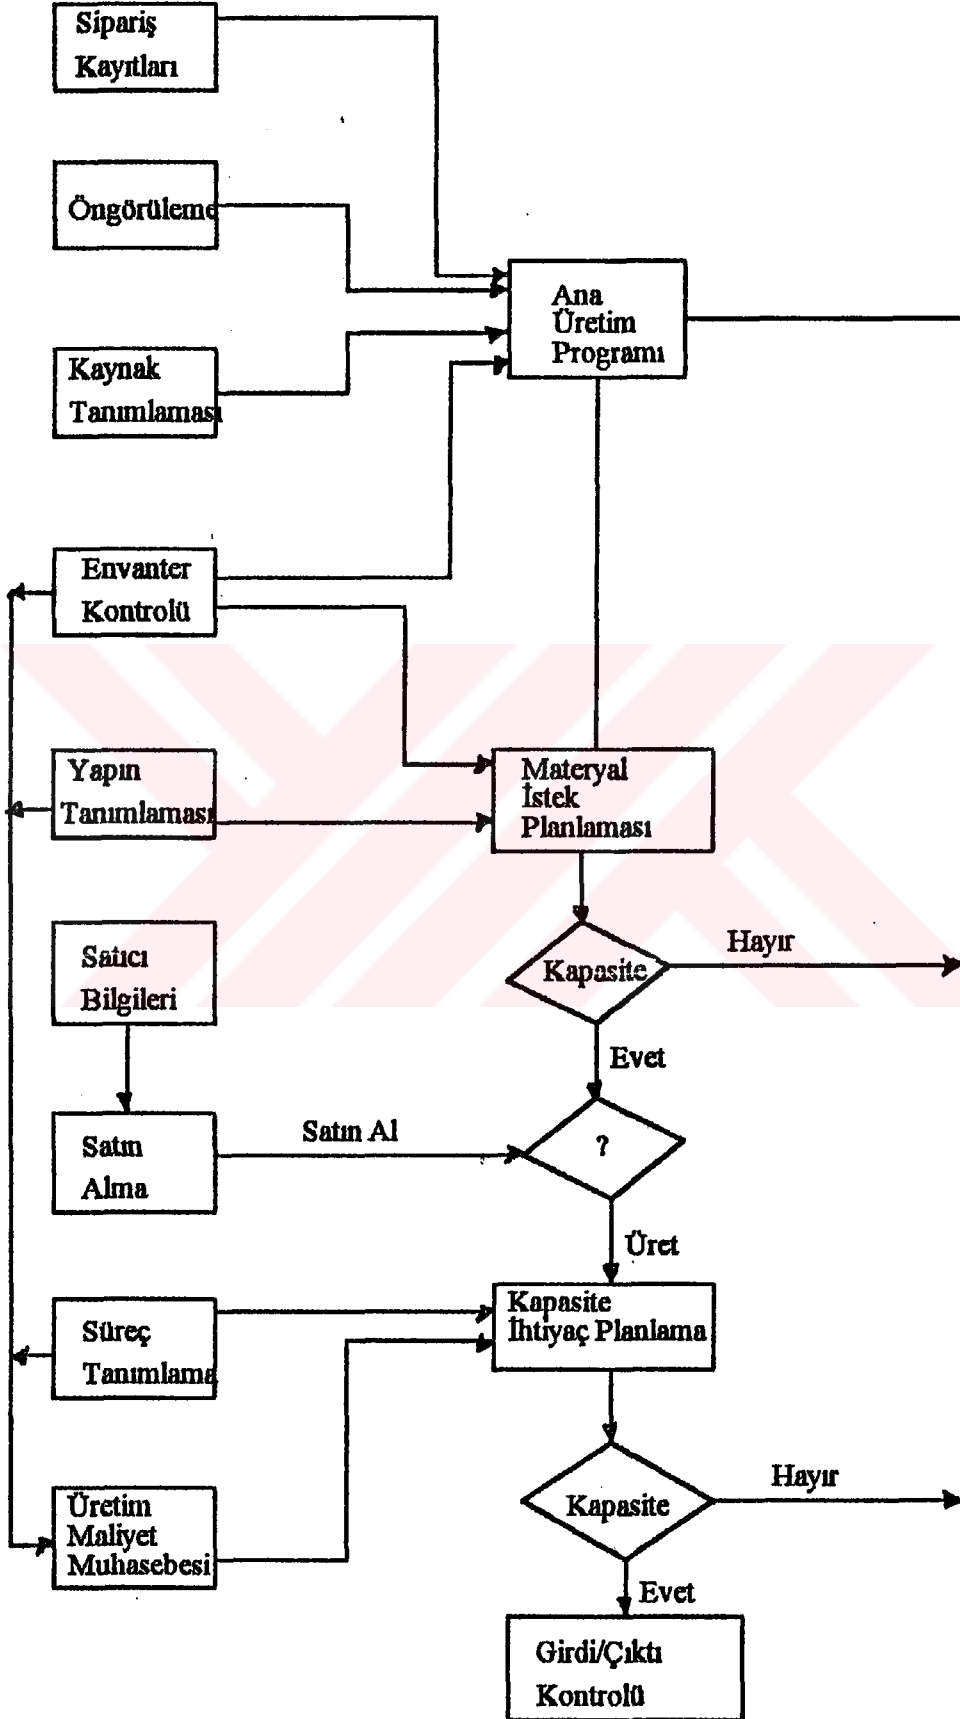 Sipariş
Kayıtları
Öngörüleme
Ana
Üretim
Programı
Kaynak
Tanımlaması
Envanter
Kontrolü
Yapın
Tanımlaması
Materyal
İstek
Planlaması
Satıcı
Bilgileri
Kapasite
Hayır
Evet
Satın
Alma
Satın Al
?
Üret
Süreç
Tanımlama
Kapasite
İhtiyaç Planlama
Üretim
Maliyet
Muhasebesi
Kapasite
Hayır
Evet
Girdi/Çıktı
Kontrolü